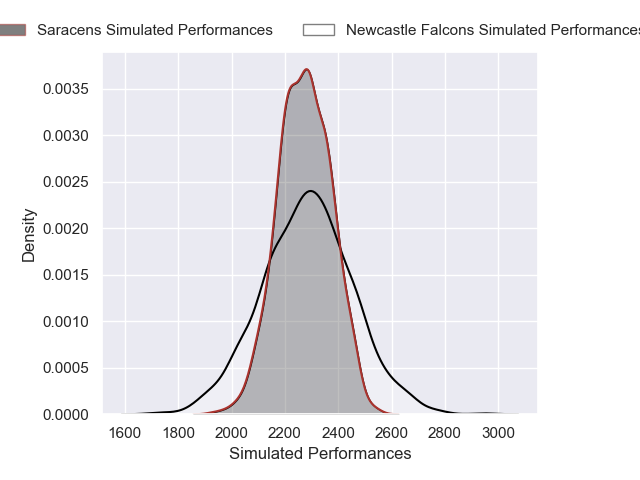 Saracens Simulated Performances
Newcastle Falcons Simulated Performances
0.0035
0.0030
0.0025
0.0020
0.0015
0.0010
0.0005
0.0000
Density
1600 1800 2000 2200 2400 2600 2800 3000
Simulated Performances